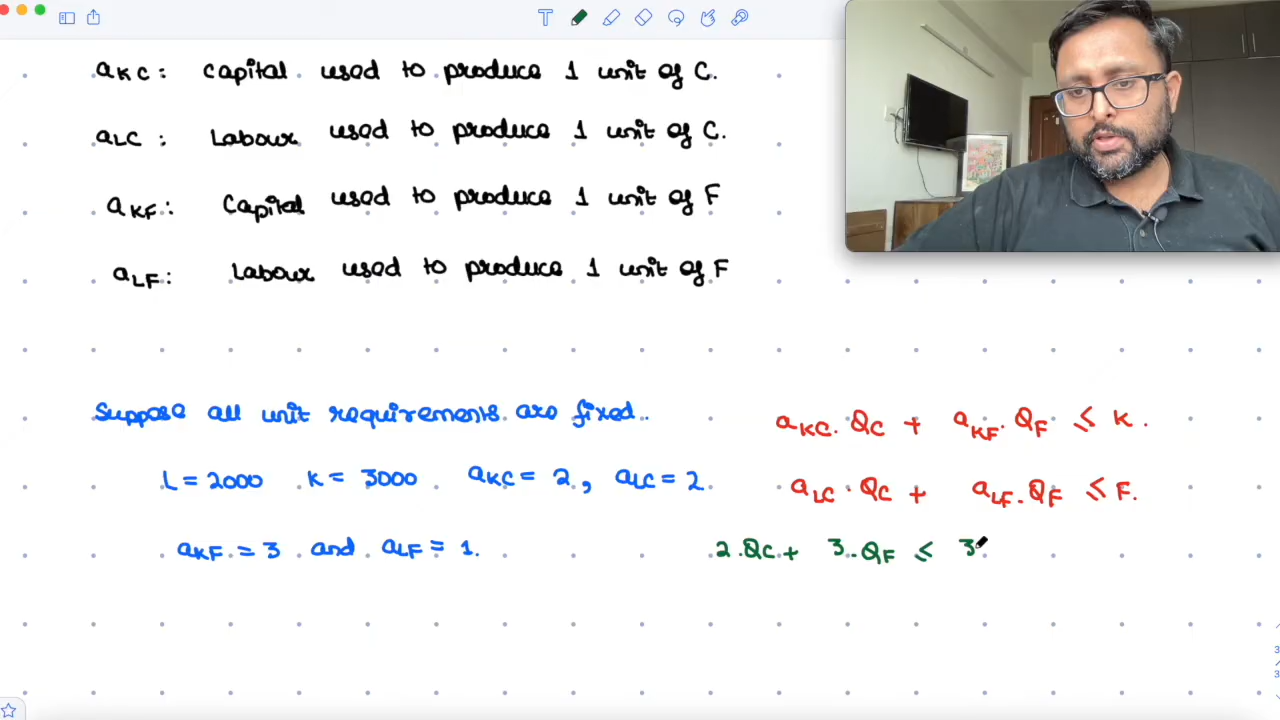 aKC: Capital used to produce 1 unit of C.
aLC: Labour used to produce 1 unit of C.
aKF: Capital used to produce 1 unit of F
aLF: Labour used to produce 1 unit of F
Suppose all unit requirements are fixed.
L = 2000 K = 3000 aKC = 2, aLC = 2
aKF = 3 and aLF = 1.
aKC. QC + aKF. QF ≤ K.
aLC. QC + aLF. QF ≤ F.
2. QC + 3. QF ≤ 3